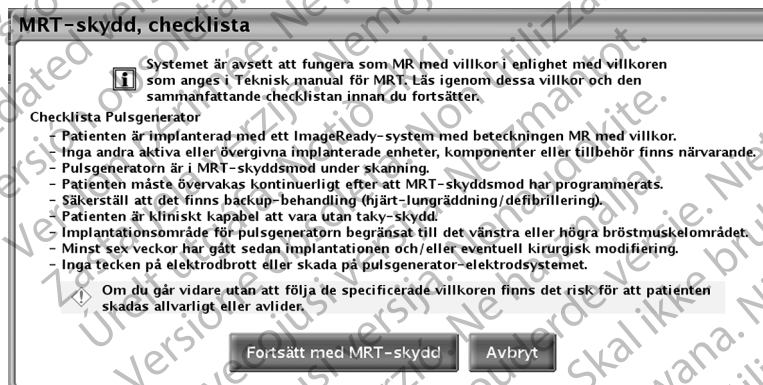 MRT-skydd, checklista
Systemet är avsett att fungera som MR med villkor i enlighet med villkoren
som anges i Teknisk manual för MRT. Läs igenom dessa villkor och den
sammanfattande checklistan innan du fortsätter.
Checklista Pulsgenerator
- Patienten är implanterad med ett ImageReady-system med beteckningen MR med villkor.
- Inga andra aktiva eller övergivna implanterade enheter, komponenter eller tillbehör finns närvarande.
- Pulsgeneratorn är i MRT-skyddsmod under skanning.
- Patienten måste övervakas kontinuerligt efter att MRT-skyddsmod har programmerats.
- Säkerställ att det finns backup-behandling (hjärt-lungräddning/defibrillering).
- Patienten är kliniskt kapabel att vara utan taky-skydd.
- Implantationsområde för pulsgeneratorn begränsat till det vänstra eller högra bröstmuskelområdet.
- Minst sex veckor har gått sedan implantationen och/eller eventuell kirurgisk modifiering.
- Inga tecken på elektrodbrott eller skada på pulsgenerator-elektrodsystemet.
Om du går vidare utan att följa de specificerade villkoren finns det risk för att patienten
skadas allvarligt eller avlider.
Fortsätt med MRT-skydd
Avbryt